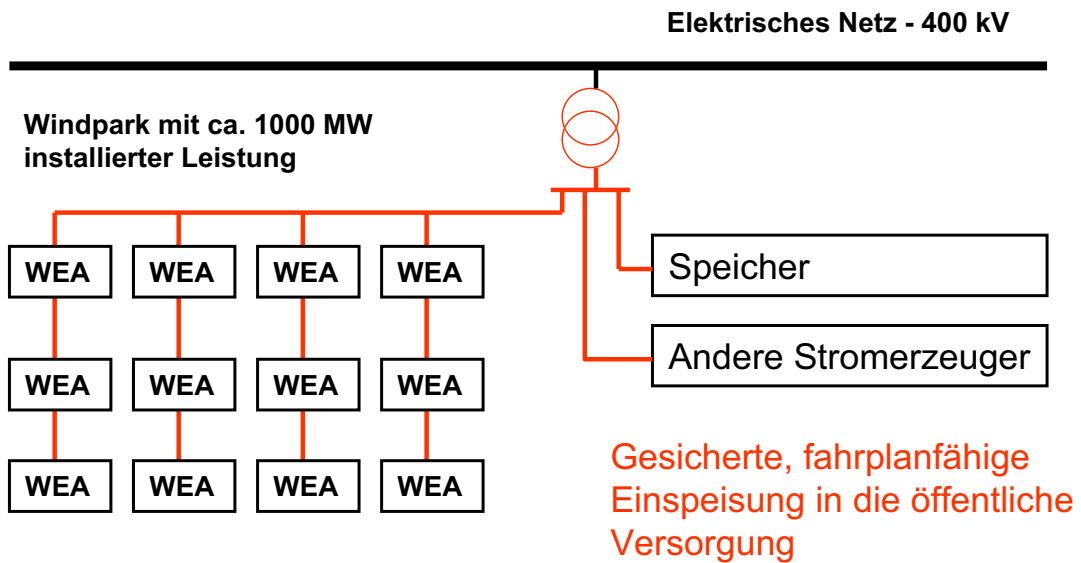 Elektrisches Netz - 400 kV
Windpark mit ca. 1000 MW
installierter Leistung
WEA WEA WEA WEA
Speicher
WEA WEA WEA WEA
Andere Stromerzeuger
WEA WEA WEA WEA
Gesicherte, fahrplanfähige
Einspeisung in die öffentliche
Versorgung